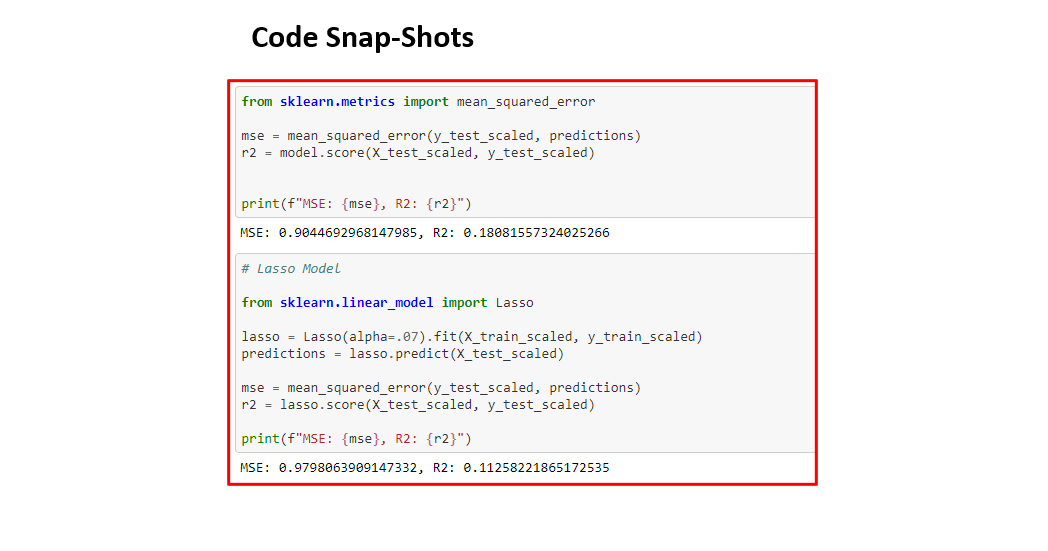 Code Snap-Shots
from sklearn.metrics import mean_squared_error
mse = mean_squared_error(y_test_scaled, predictions)
r2 = model.score(X_test_scaled, y_test_scaled)
print(f"MSE: {mse}, R2: {r2}")
MSE: 0.9044692968147985, R2: 0.18081557324025266
# Lasso Model
from sklearn.linear_model import Lasso
lasso = Lasso(alpha=.07).fit(X_train_scaled, y_train_scaled)
predictions = lasso.predict(X_test_scaled)
mse = mean_squared_error(y_test_scaled, predictions)
r2 = lasso.score(X_test_scaled, y_test_scaled)
print(f"MSE: {mse}, R2: {r2}")
MSE: 0.9798063909147332, R2: 0.11258221865172535